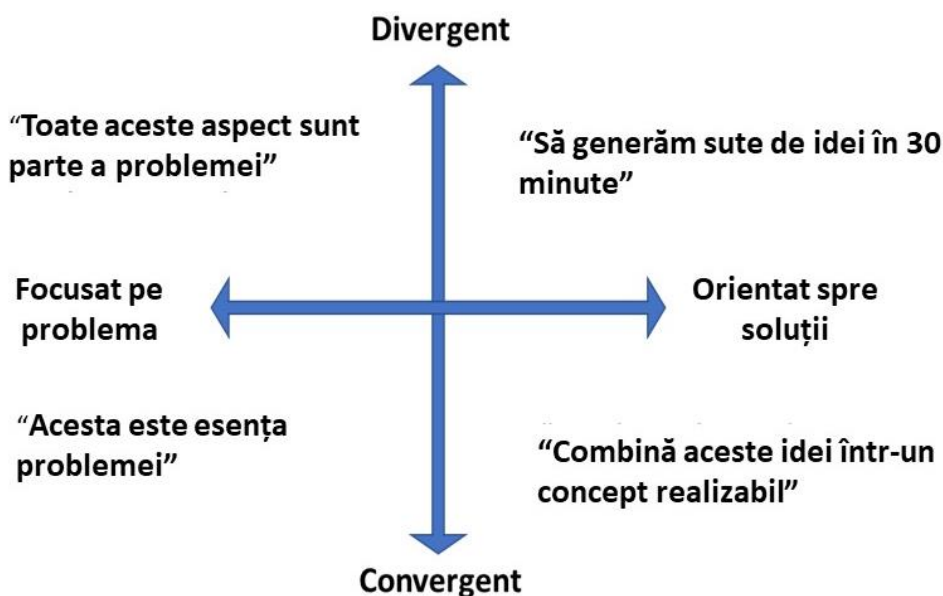 Divergent
“Toate aceste aspect sunt
parte a problemei”
“Să generăm sute de idei în 30
minute”
Focusat pe
problema
Orientat spre
soluții
“Acesta este esența
problemei”
“Combină aceste idei într-un
concept realizabil”
Convergent